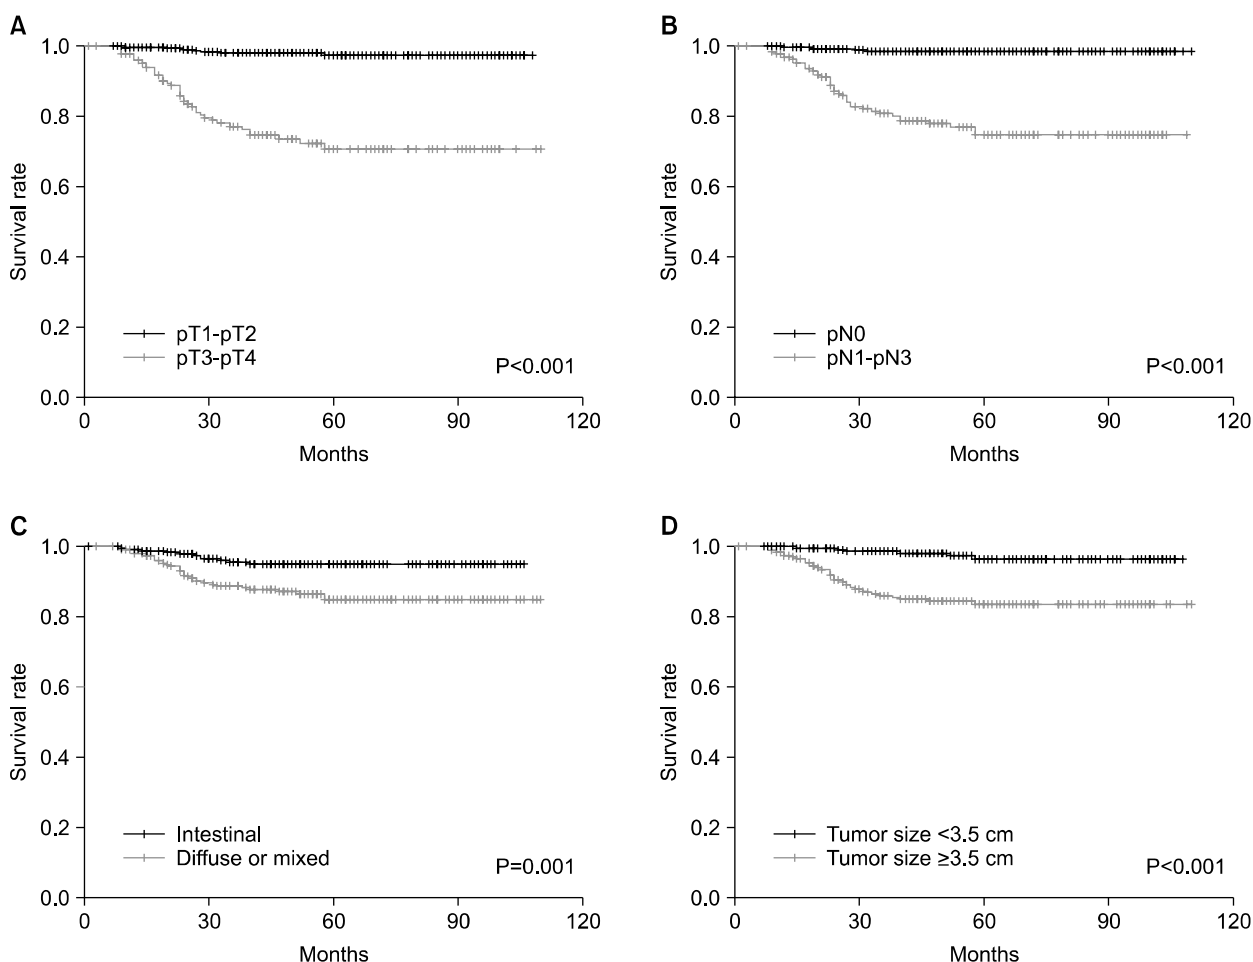 A
1.0
0.8
0.6
0.4
0.2
0.0
Survival rate
pT1-pT2
pT3-pT4
P<0.001
0 30 60 90 120
Months
B
1.0
0.8
0.6
0.4
0.2
0.0
Survival rate
pN0
pN1-pN3
P<0.001
0 30 60 90 120
Months
C
1.0
0.8
0.6
0.4
0.2
0.0
Survival rate
Intestinal
Diffuse or mixed
P=0.001
0 30 60 90 120
Months
D
1.0
0.8
0.6
0.4
0.2
0.0
Survival rate
Tumor size <3.5 cm
Tumor size ≥3.5 cm
P<0.001
0 30 60 90 120
Months